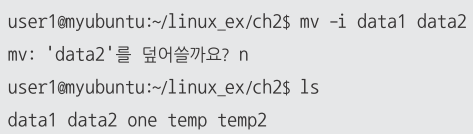 user1@myubuntu:~/linux_ex/ch2$ mv -i data1 data2
mv: 'data2'를 덮어쓸까요? n
user1@myubuntu:~/linux_ex/ch2$ ls
data1 data2 one temp temp2